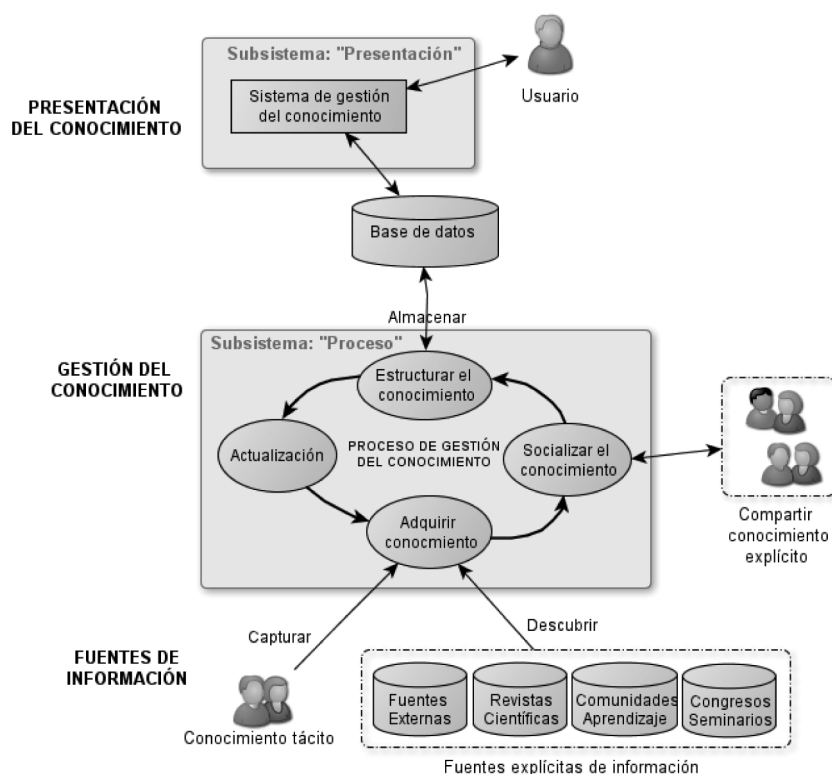 Subsistema: "Presentación"
Sistema de gestión
del conocimiento
Usuario
PRESENTACIÓN
DEL CONOCIMIENTO
Base de datos
Almacenar
Subsistema: "Proceso"
GESTIÓN DEL
CONOCIMIENTO
Estructurar el
conocimiento
Actualización
PROCESO DE GESTIÓN
DEL CONOCIMIENTO
Socializar el
conocimiento
Adquirir
conocmiento
Compartir
conocimiento
explícito
Capturar
Descubrir
FUENTES DE
INFORMACIÓN
Conocimiento tácito
Fuentes
Externas
Revistas
Científicas
Comunidades
Aprendizaje
Congresos
Seminarios
Fuentes explícitas de información